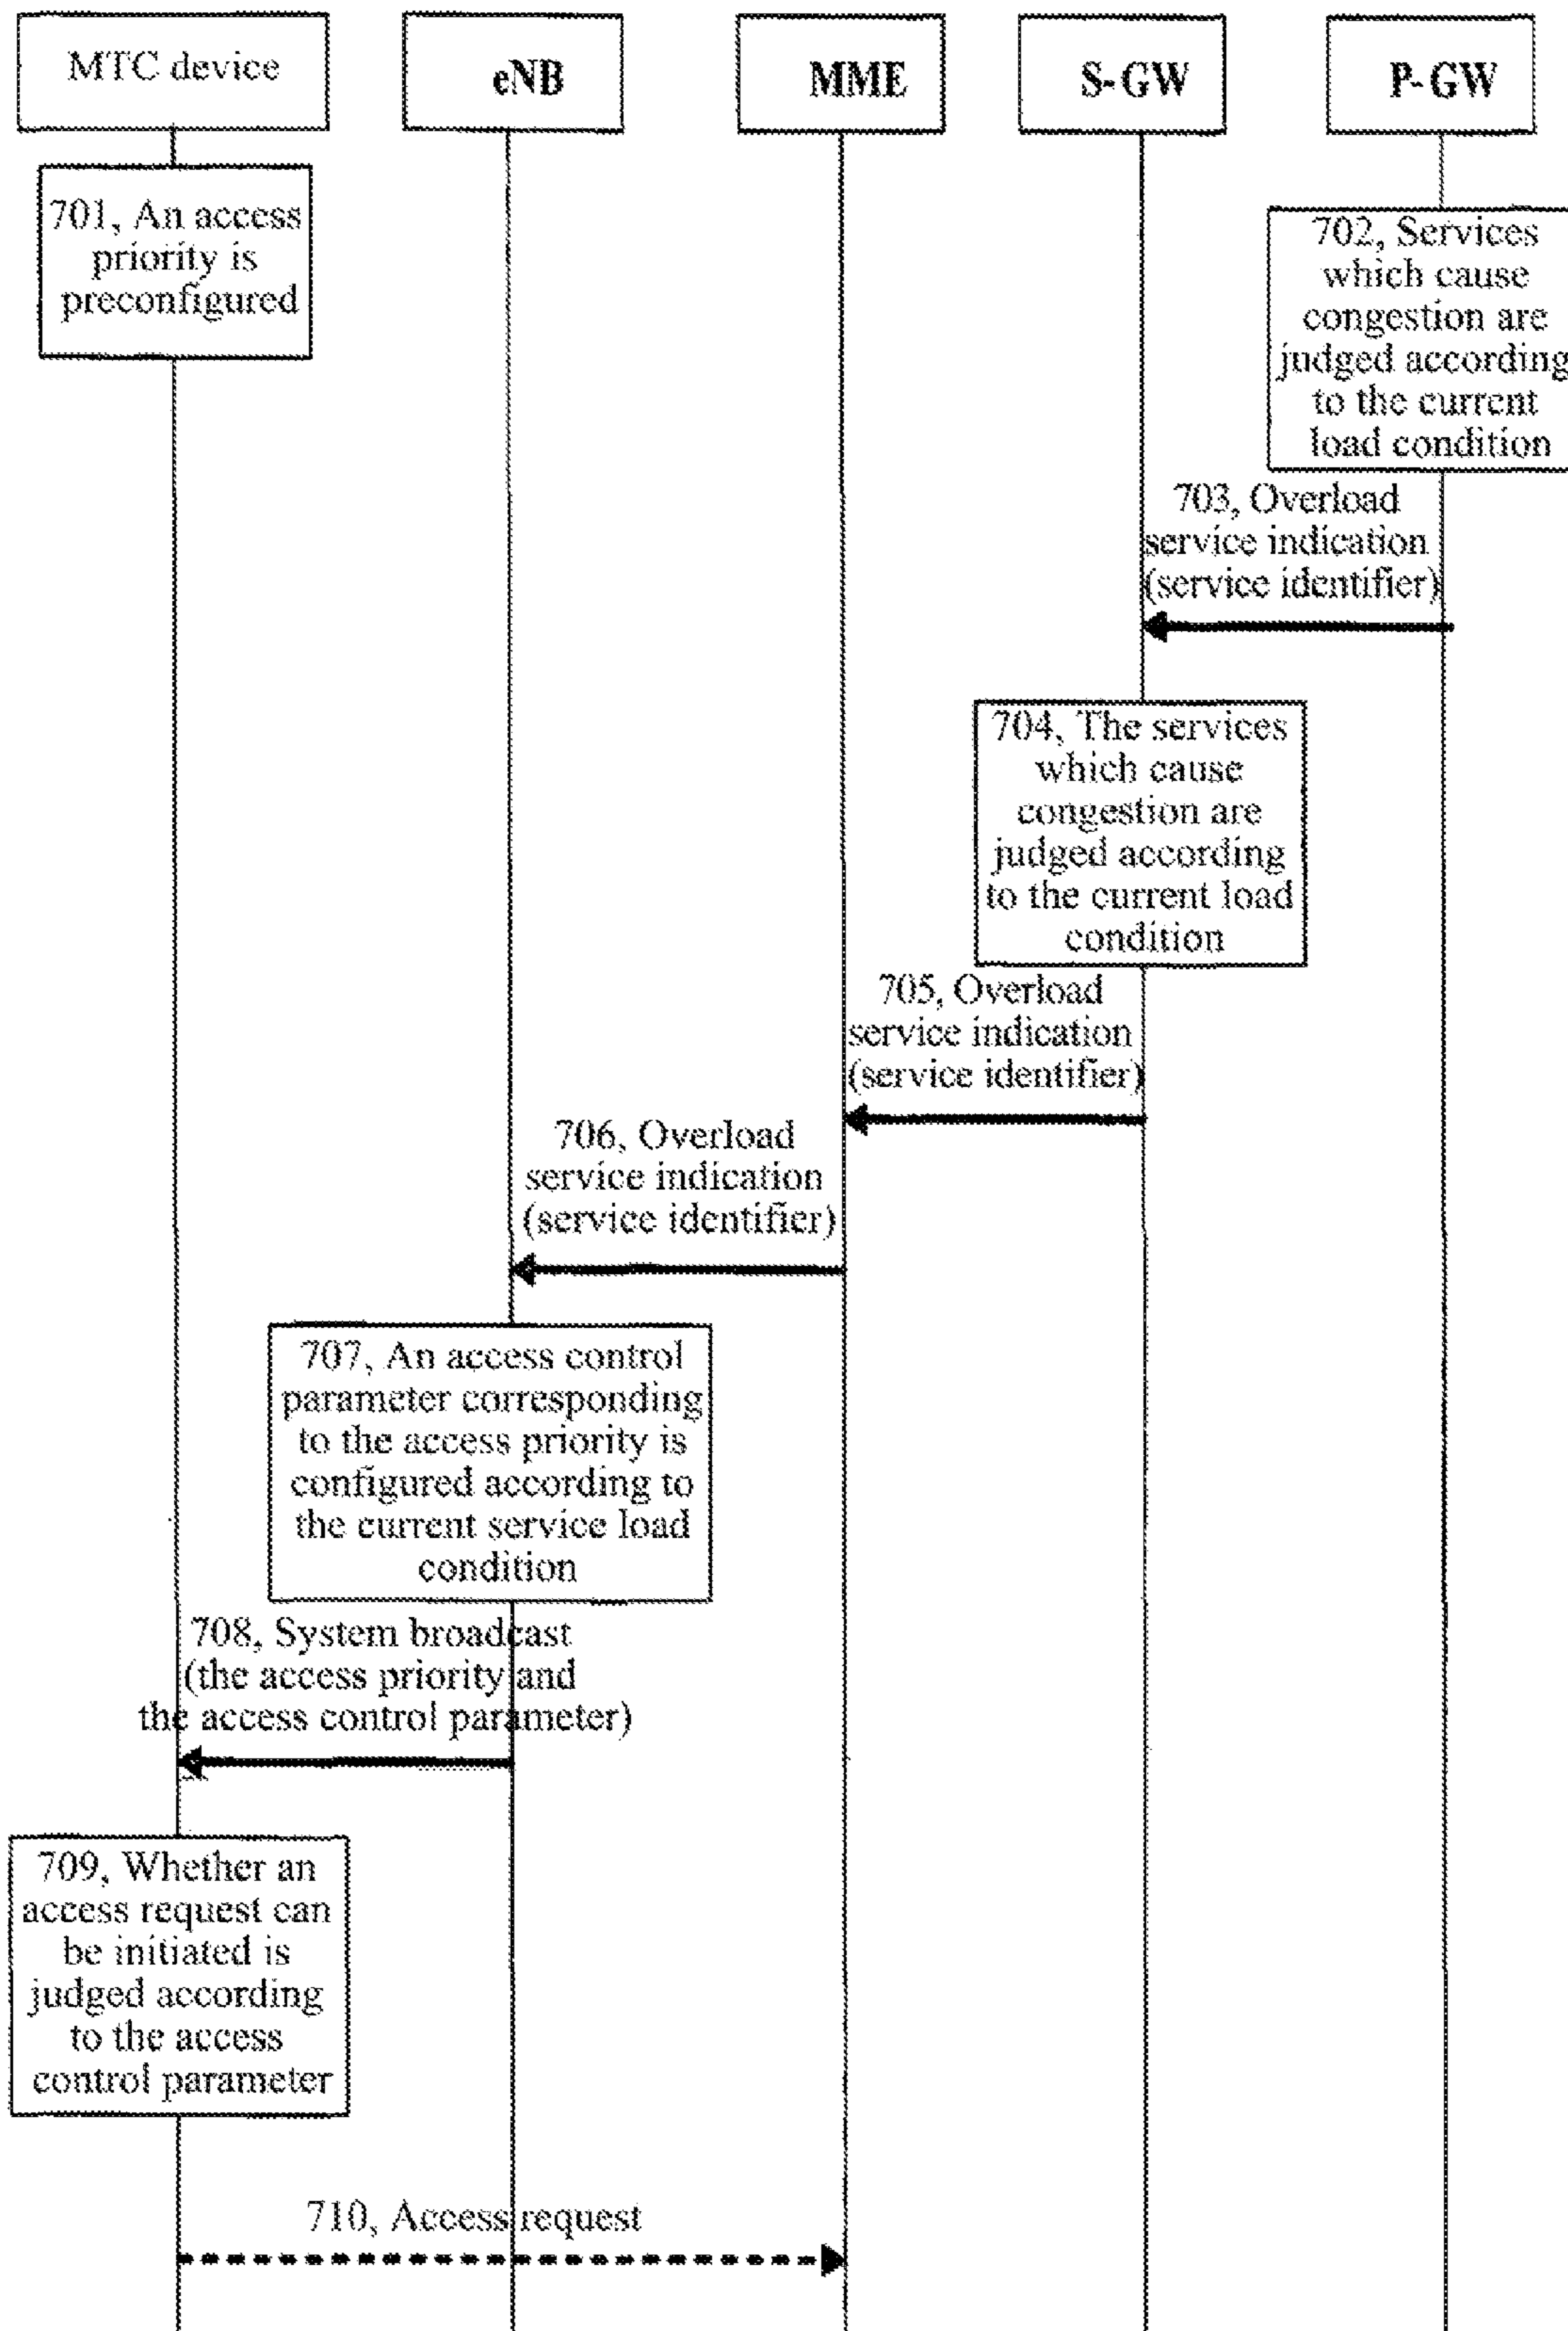 MTC device
eNB
MME
S-GW
P-GW
701, An access
priority is
preconfigured
702, Services
which cause
congestion are
judged according
to the current
load condition
703, Overload
service indication
(service identifier)
704, The services
which cause
congestion are
judged according
to the current load
condition
705, Overload
service indication
(service identifier)
706, Overload
service indication
(service identifier)
707, An access control
parameter corresponding
to the access priority is
configured according to
the current service load
condition
708, System broadcast
(the access priority and
the access control parameter)
709, Whether an
access request can
be initiated is
judged according
to the access
control parameter
710, Access request